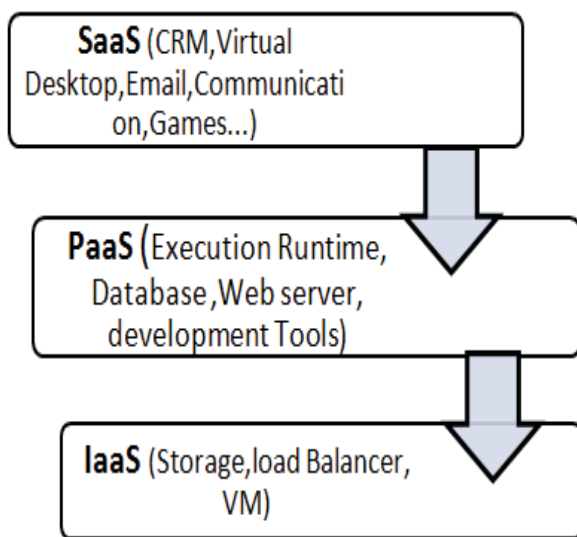 SaaS (CRM,Virtual
Desktop,Email,Communicati
on,Games...)
PaaS (Execution Runtime,
Database ,Web server,
development Tools)
IaaS (Storage,load Balancer,
VM)